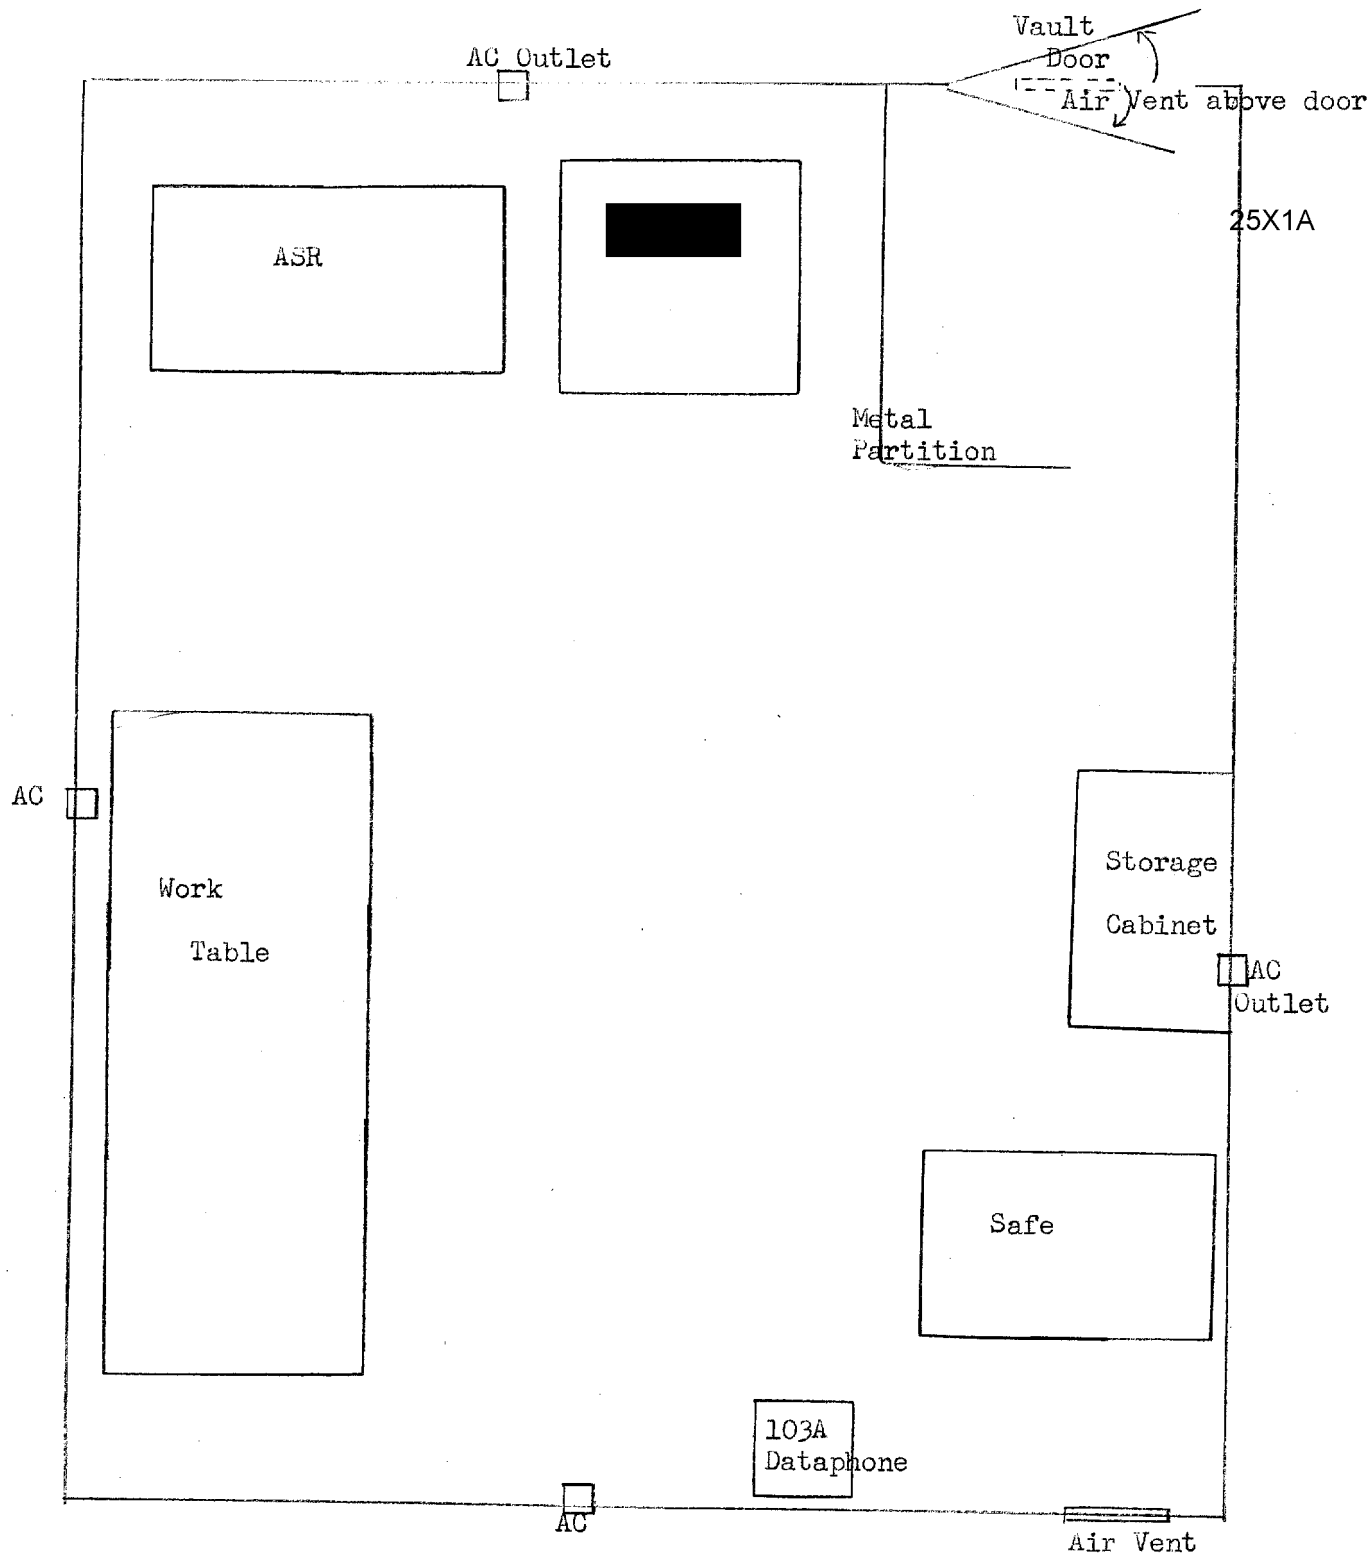 Vault
Door
AC Outlet
Air Vent above door
25X1A
ASR
Metal
Partition
AC
Storage
Work
Cabinet
Table
AC
Outlet
Safe
103A
Dataphone
AC
Air Vent